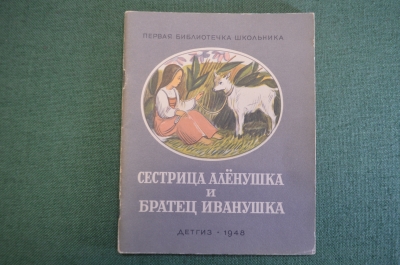 ПЕРВАЯ БИБЛИОТЕЧКА ШКОЛЬНИКА
СЕСТРИЦА АЛЁНУШКА
И
БРАТЕЦ ИВАНУШКА
ДЕТГИЗ • 1948